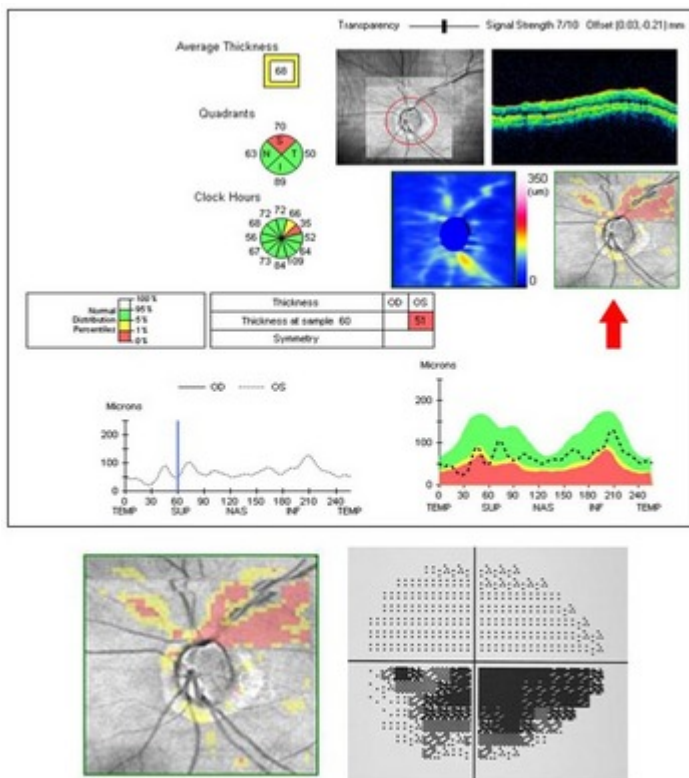 Transparency Signal Strength 7/10 Offset (0.03,-0.21) mm
Average Thickness
68
Quadrants
70
S
63 N T 50
I
89
Clock Hours
72 72 66
68 35
56 52
67 64
73 84 109
350
(um)
0
Normal
Distribution
Percentiles
100%
95%
5%
1%
0%
Thickness OD OS
Thickness at sample 60 51
Symmetry
OD OS
Microns
200
100
0
0 30 60 90 120 150 180 210 240
TEMP SUP NAS INF TEMP
Microns
200
100
0
0 30 60 90 120 150 180 210 240
TEMP SUP NAS INF TEMP